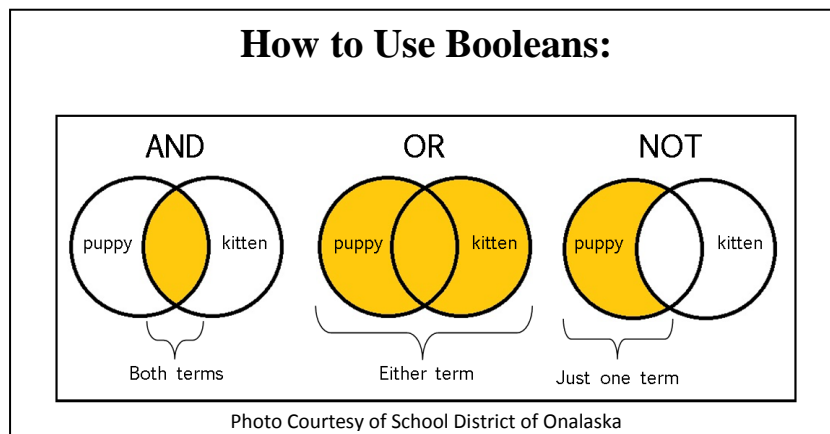 How to Use Booleans:
AND OR NOT
puppy kitten puppy kitten puppy kitten
Both terms Either term Just one term
Photo Courtesy of School District of Onalaska